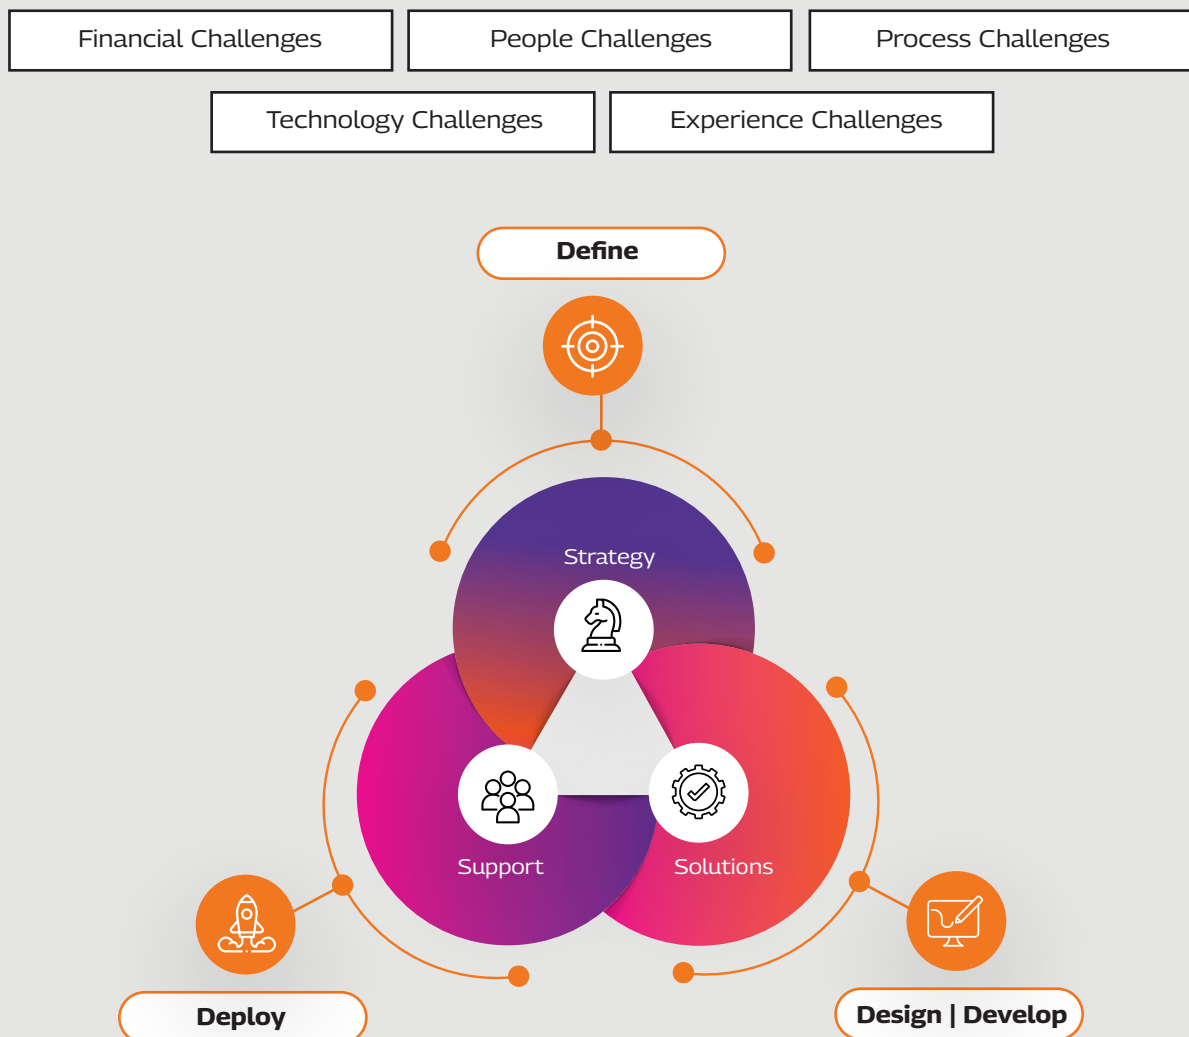 Financial Challenges
People Challenges
Process Challenges
Technology Challenges
Experience Challenges
Define
Strategy
Support
Solutions
Deploy
Design | Develop